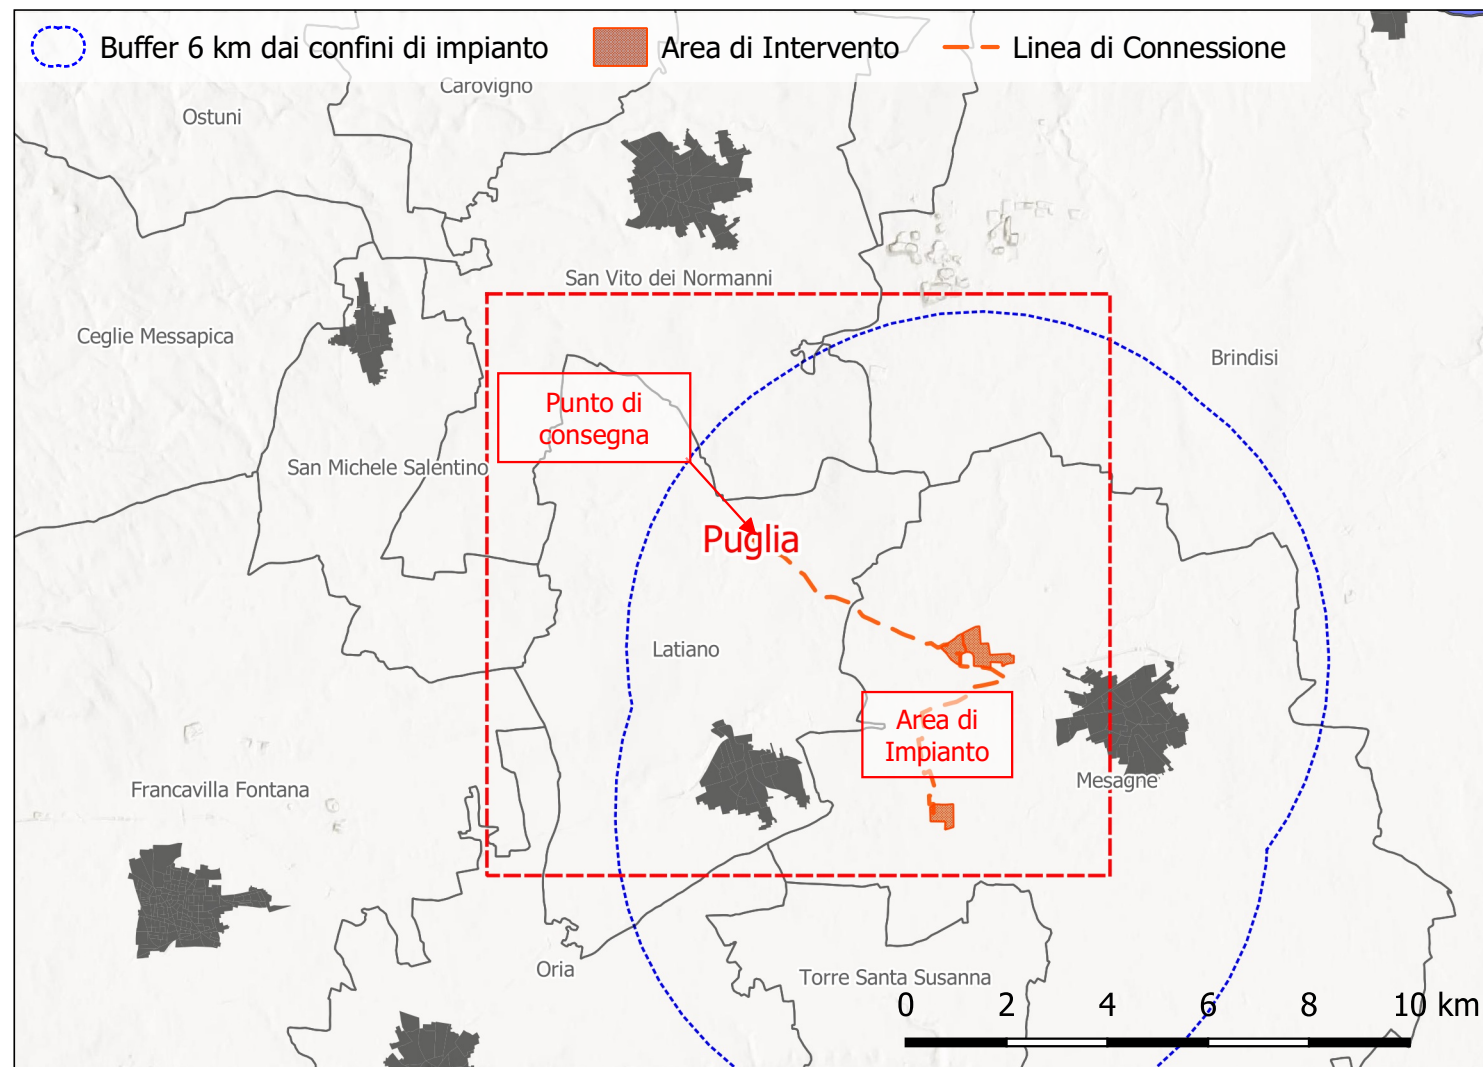 Buffer 6 km dai confini di impianto
Area di Intervento
Linea di Connessione
Carovigno
Ostuni
San Vito dei Normanni
Ceglie Messapica
Brindisi
Punto di
consegna
San Michele Salentino
Puglia
Latiano
Area di
Impianto
Mesagne
Francavilla Fontana
Oria
Torre Santa Susanna
0 2 4 6 8 10 km